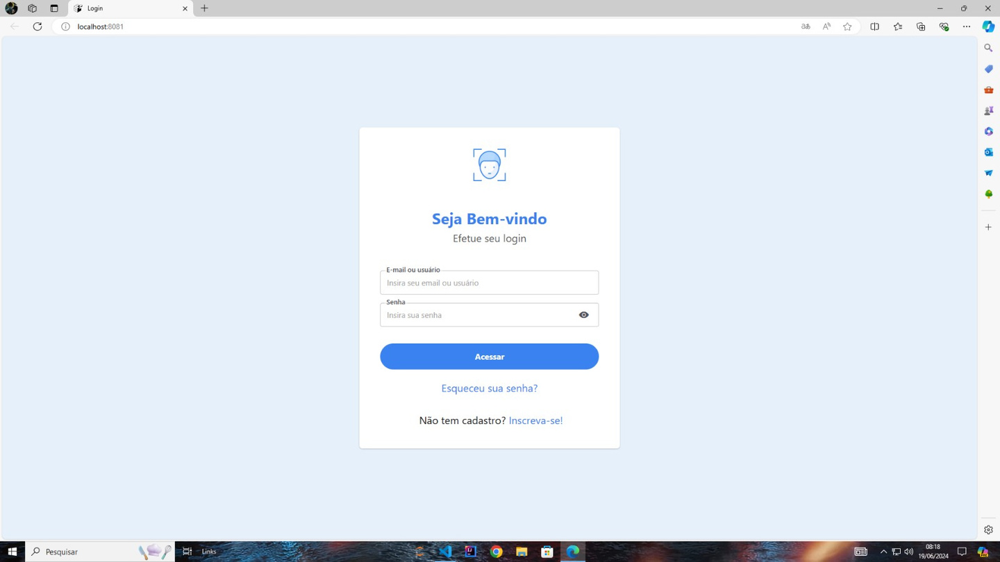 Login
localhost:8081
Seja Bem-vindo
Efetue seu login
E-mail ou usuário
Insira seu email ou usuário
Senha
Insira sua senha
Acessar
Esqueceu sua senha?
Não tem cadastro? Inscreva-se!
Pesquisar
Links
08:18
19/06/2024